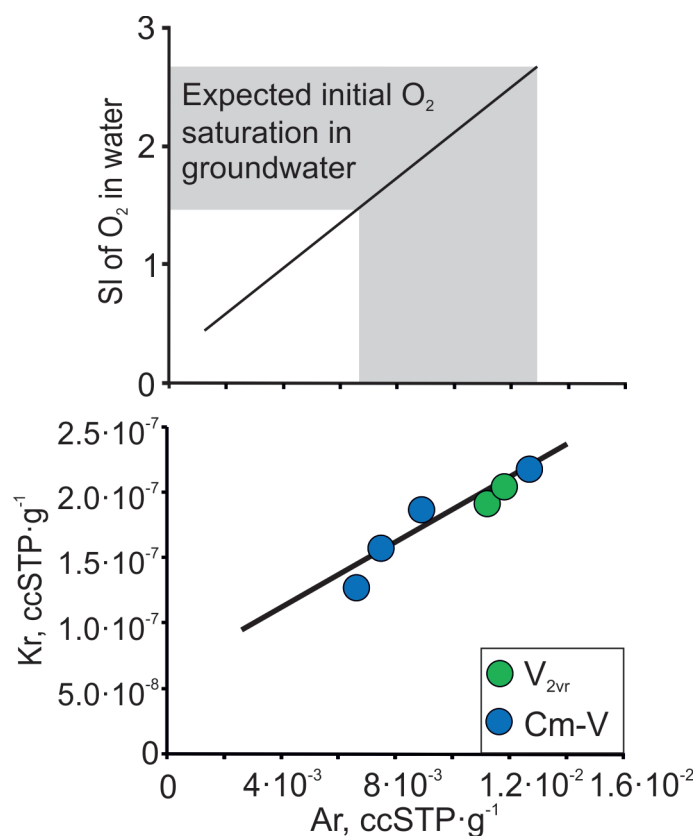 3
Expected initial O₂
saturation in
groundwater
2
1
0
SI of O₂ in water
2.5·10⁻⁷
2.0·10⁻⁷
1.5·10⁻⁷
1.0·10⁻⁷
5.0·10⁻⁸
0
Kr, ccSTP·g⁻¹
V₂ᵥᵣ
Cm-V
0 4·10⁻³ 8·10⁻³ 1.2·10⁻² 1.6·10⁻²
Ar, ccSTP·g⁻¹